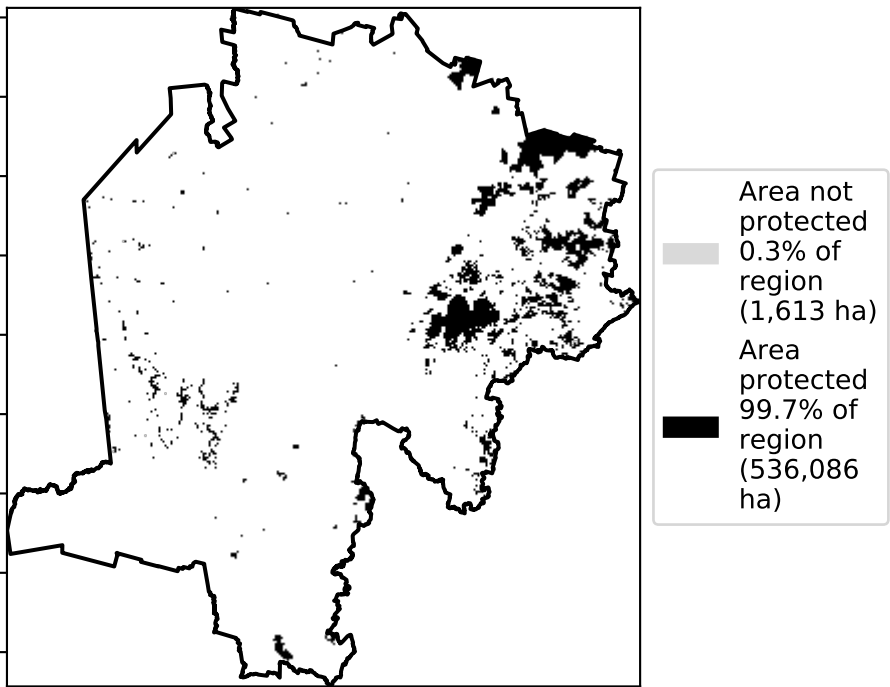 Area not
protected
0.3% of
region
(1,613 ha)
Area
protected
99.7% of
region
(536,086
ha)